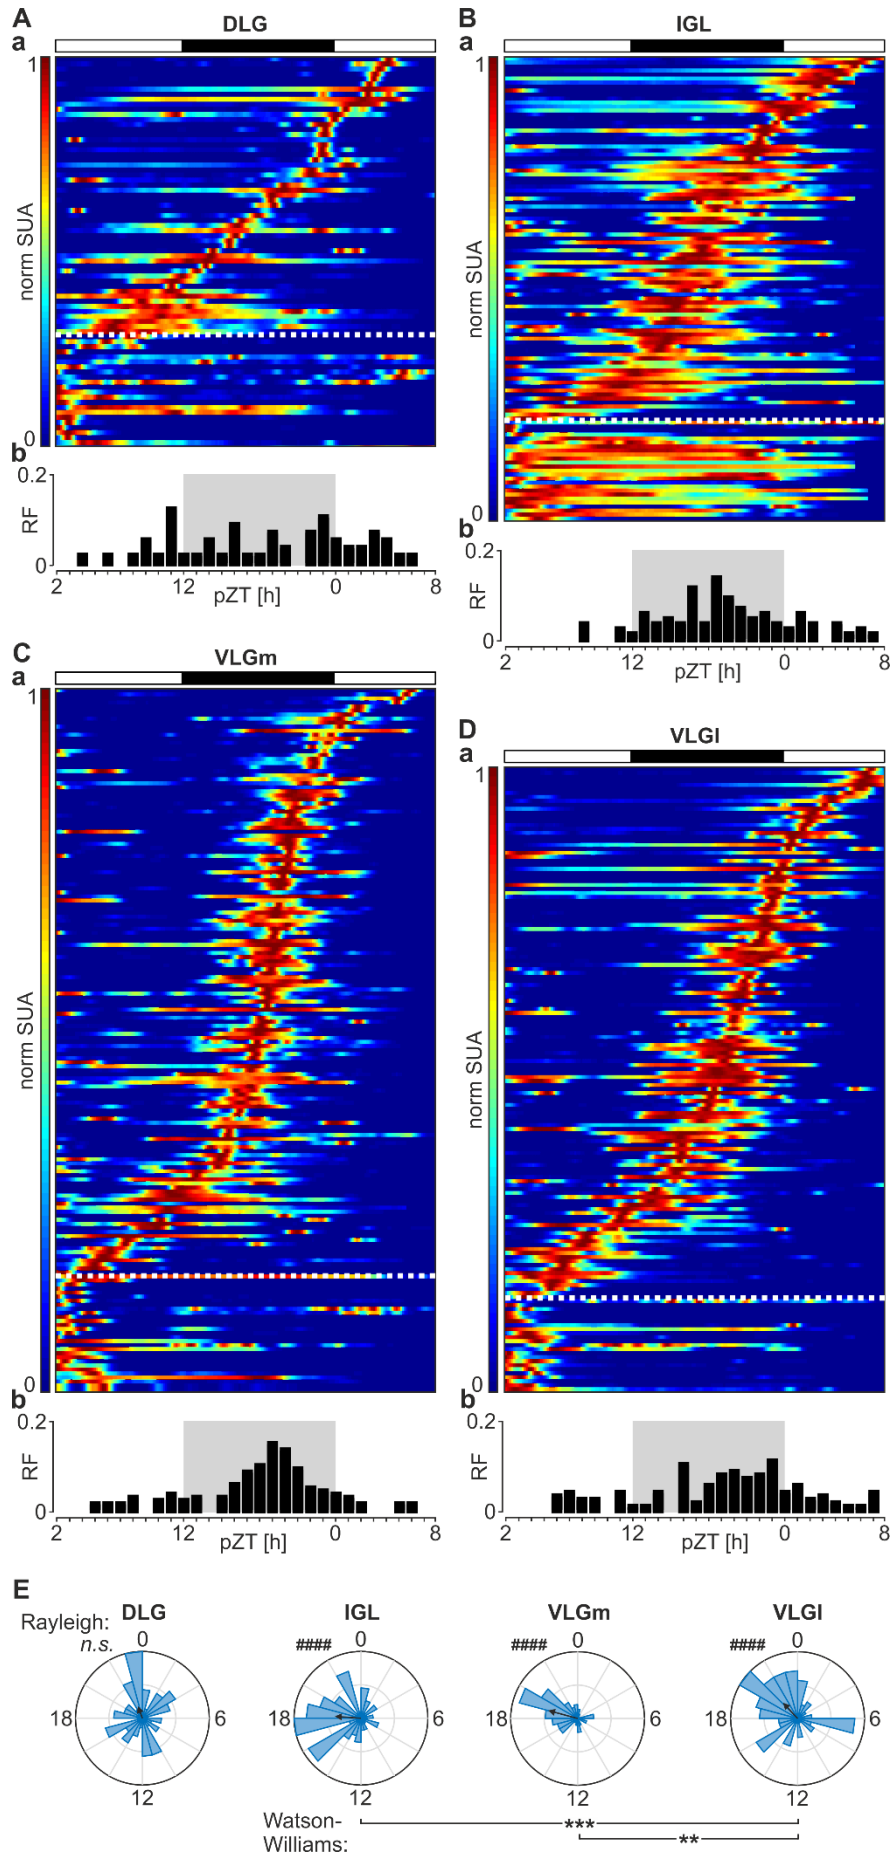 A
DLG
a
1
norm SUA
0
b
0.2
RF
0
2
12
0
8
pZT [h]
B
IGL
a
1
norm SUA
0
b
0.2
RF
0
2
12
0
8
pZT [h]
C
VLGm
a
1
norm SUA
0
b
0.2
RF
0
2
12
0
8
pZT [h]
D
VLGl
a
1
norm SUA
0
b
0.2
RF
0
2
12
0
8
pZT [h]
E
Rayleigh:
DLG
n.s.
0
18
6
12
IGL
####
0
18
6
12
VLGm
####
0
18
6
12
VLGl
####
0
18
6
12
Watson-
Williams:
***
**